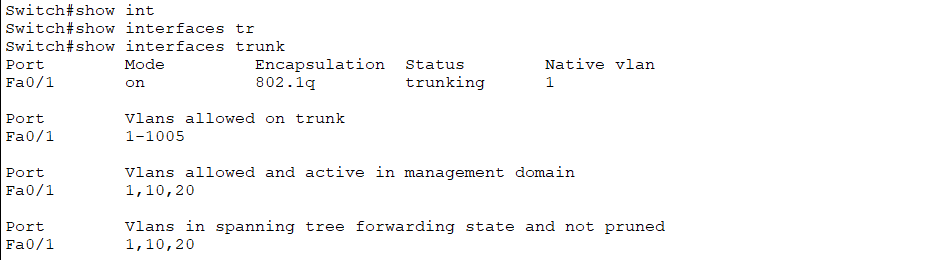 Switch#show int
Switch#show interfaces tr
Switch#show interfaces trunk
Port        Mode         Encapsulation  Status        Native vlan
Fa0/1       on           802.1q         trunking      1

Port        Vlans allowed on trunk
Fa0/1       1-1005

Port        Vlans allowed and active in management domain
Fa0/1       1,10,20

Port        Vlans in spanning tree forwarding state and not pruned
Fa0/1       1,10,20